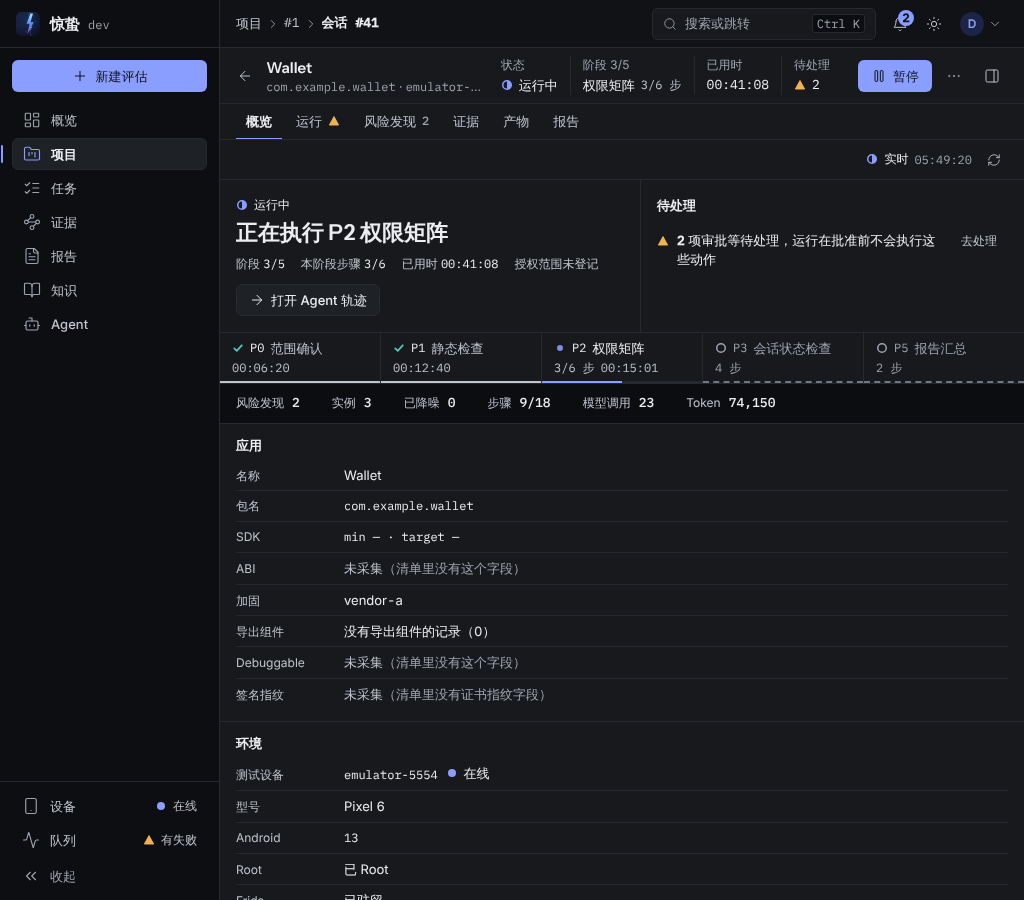 惊蛰 dev
项目 > #1 > 会话 #41
搜索或跳转 Ctrl K
2
D
新建评估
概览
项目
任务
证据
报告
知识
Agent
设备 在线
队列 有失败
收起
Wallet
com.example.wallet·emulator-…
状态
运行中
阶段 3/5
权限矩阵 3/6 步
已用时
00:41:08
待处理
2
暂停
概览 运行 风险发现 2 证据 产物 报告
实时 05:49:20
运行中
正在执行 P2 权限矩阵
阶段 3/5 本阶段步骤 3/6 已用时 00:41:08 授权范围未登记
打开 Agent 轨迹
待处理
2 项审批等待处理，运行在批准前不会执行这
些动作
去处理
P0 范围确认
00:06:20
P1 静态检查
00:12:40
P2 权限矩阵
3/6 步 00:15:01
P3 会话状态检查
4 步
P5 报告汇总
2 步
风险发现 2 实例 3 已降噪 0 步骤 9/18 模型调用 23 Token 74,150
应用
名称 Wallet
包名 com.example.wallet
SDK min — · target —
ABI 未采集（清单里没有这个字段）
加固 vendor-a
导出组件 没有导出组件的记录（0）
Debuggable 未采集（清单里没有这个字段）
签名指纹 未采集（清单里没有证书指纹字段）
环境
测试设备 emulator-5554 在线
型号 Pixel 6
Android 13
Root 已 Root
Frida 已驻留